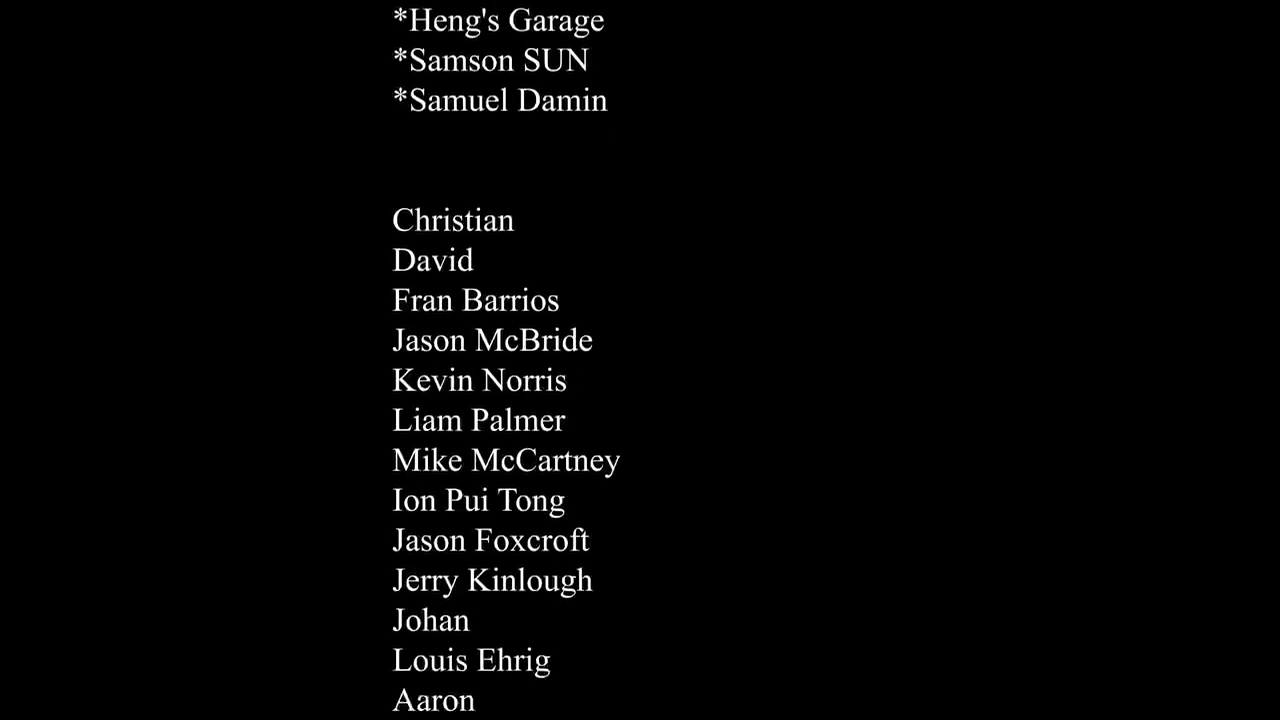 *Heng's Garage
*Samson SUN
*Samuel Damin
Christian
David
Fran Barrios
Jason McBride
Kevin Norris
Liam Palmer
Mike McCartney
Ion Pui Tong
Jason Foxcroft
Jerry Kinlough
Johan
Louis Ehrig
Aaron